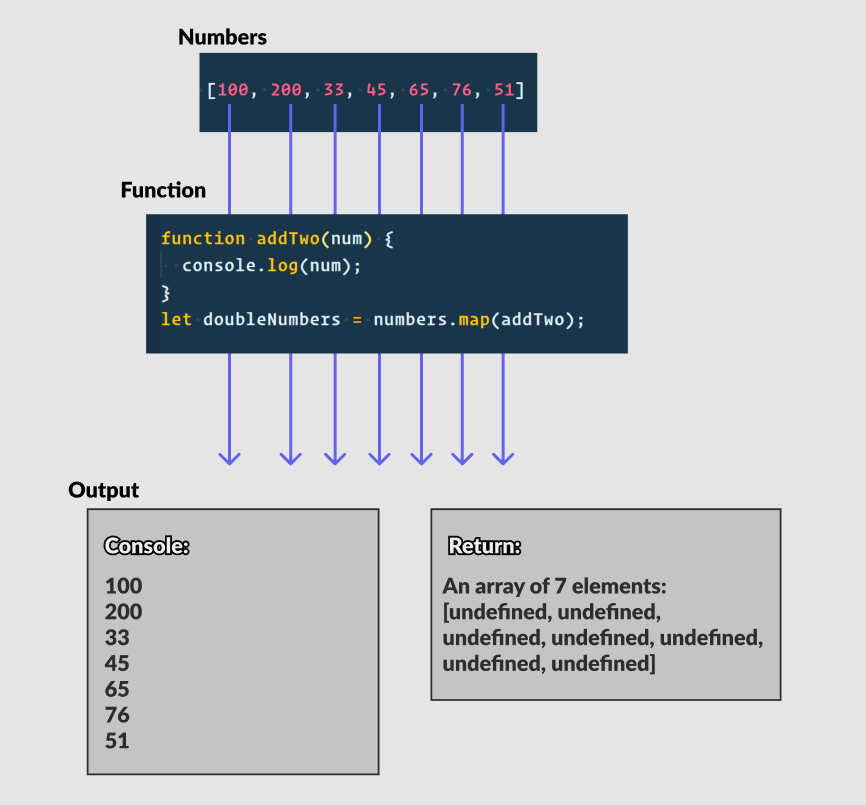 Numbers
[100, 200, 33, 45, 65, 76, 51]
Function
function addTwo(num) {
  console.log(num);
}
let doubleNumbers = numbers.map(addTwo);
Output
Console:
100
200
33
45
65
76
51
Return:
An array of 7 elements:
[undefined, undefined,
undefined, undefined, undefined,
undefined, undefined]